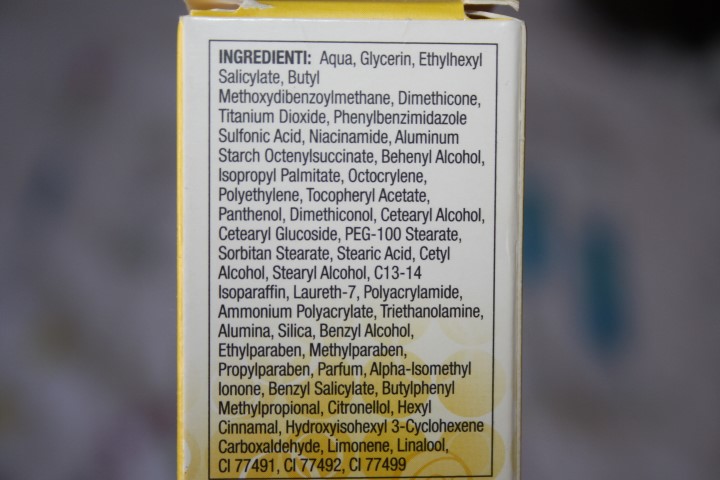 INGREDIENTI: Aqua, Glycerin, Ethylhexyl
Salicylate, Butyl
Methoxydibenzoylmethane, Dimethicone,
Titanium Dioxide, Phenylbenzimidazole
Sulfonic Acid, Niacinamide, Aluminum
Starch Octenylsuccinate, Behenyl Alcohol,
Isopropyl Palmitate, Octocrylene,
Polyethylene, Tocopheryl Acetate,
Panthenol, Dimethiconol, Cetearyl Alcohol,
Cetearyl Glucoside, PEG-100 Stearate,
Sorbitan Stearate, Stearic Acid, Cetyl
Alcohol, Stearyl Alcohol, C13-14
Isoparaffin, Laureth-7, Polyacrylamide,
Ammonium Polyacrylate, Triethanolamine,
Alumina, Silica, Benzyl Alcohol,
Ethylparaben, Methylparaben,
Propylparaben, Parfum, Alpha-Isomethyl
Ionone, Benzyl Salicylate, Butylphenyl
Methylpropional, Citronellol, Hexyl
Cinnamal, Hydroxyisohexyl 3-Cyclohexene
Carboxaldehyde, Limonene, Linalool,
CI 77491, CI 77492, CI 77499